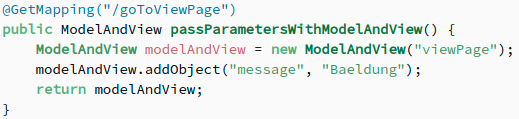 @GetMapping("/goToViewPage")
public ModelAndView passParametersWithModelAndView() {
    ModelAndView modelAndView = new ModelAndView("viewPage");
    modelAndView.addObject("message", "Baeldung");
    return modelAndView;
}